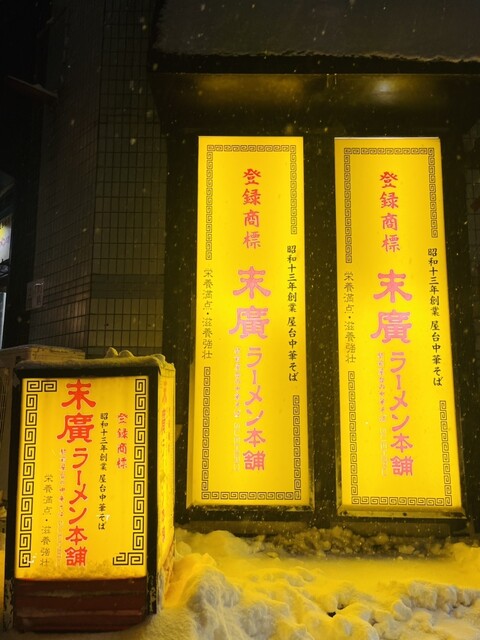 登録商標
昭和十三年創業 屋台中華そば
末廣ラーメン本舗
栄養満点・滋養強壮
登録商標
昭和十三年創業 屋台中華そば
末廣ラーメン本舗
栄養満点・滋養強壮
登録商標
昭和十三年創業 屋台中華そば
末廣ラーメン本舗
栄養満点・滋養強壮